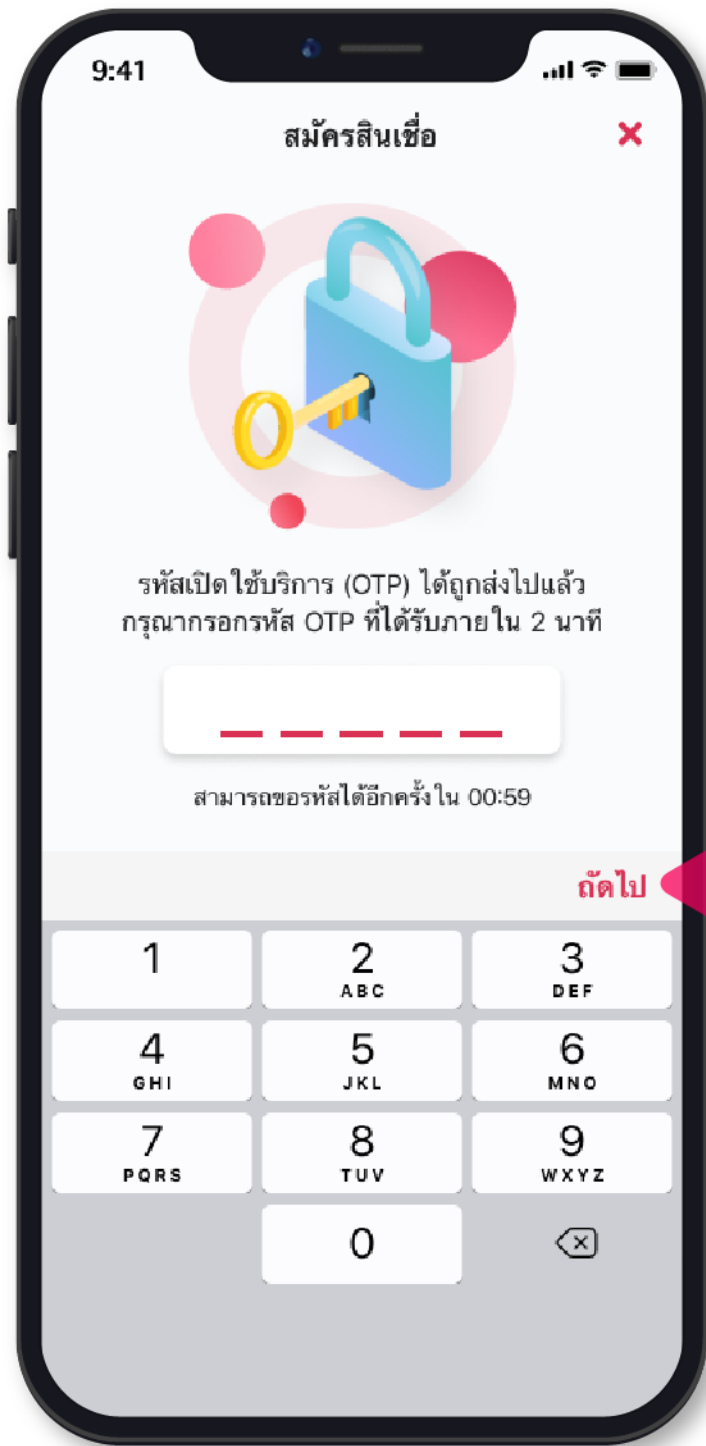 9:41
สมัครสินเชื่อ
รหัสเปิดใช้บริการ (OTP) ได้ถูกส่งไปแล้ว
กรุณากรอกรหัส OTP ที่ได้รับภายใน 2 นาที
สามารถขอรหัสได้อีกครั้งใน 00:59
ถัดไป
1 2 3
ABC DEF
4 5 6
GHI JKL MNO
7 8 9
PQRS TUV WXYZ
0